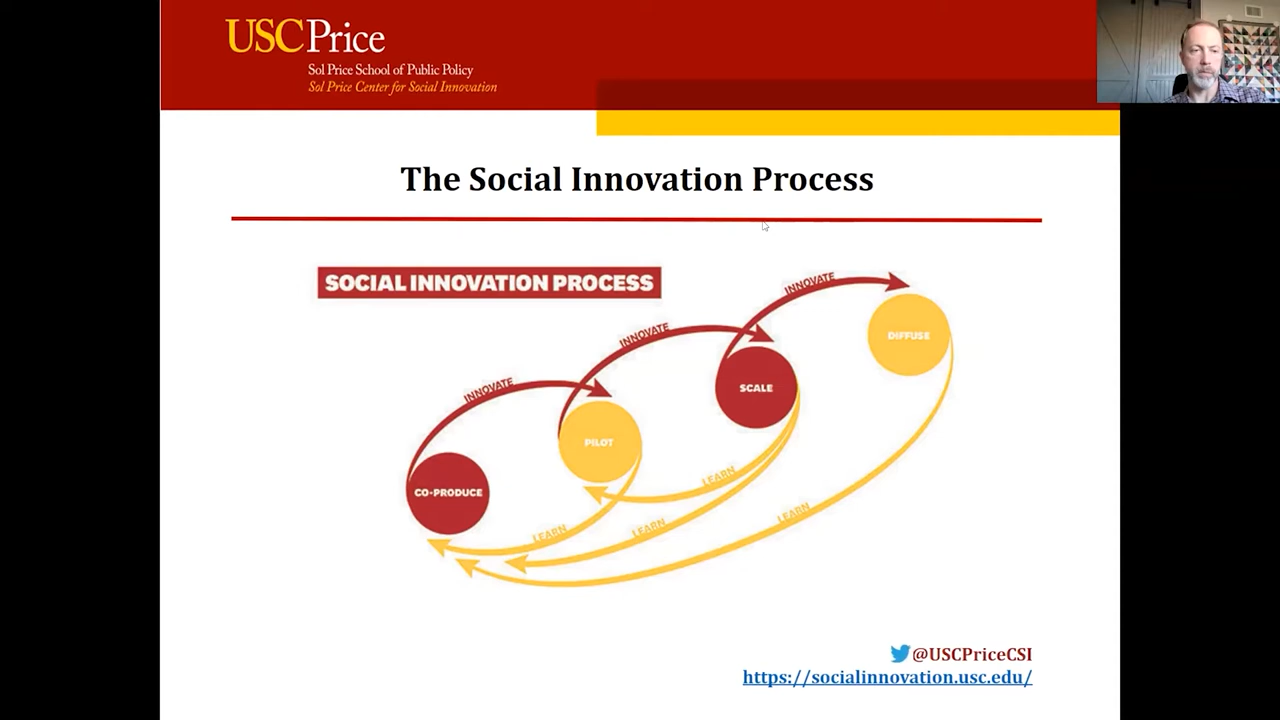 USCPrice
Sol Price School of Public Policy
Sol Price Center for Social Innovation
The Social Innovation Process
SOCIAL INNOVATION PROCESS
INNOVATE
DIFFUSE
INNOVATE
SCALE
INNOVATE
PILOT
CO-PRODUCE
LEARN
LEARN
LEARN
LEARN
@USCPriceCSI
https://socialinnovation.usc.edu/